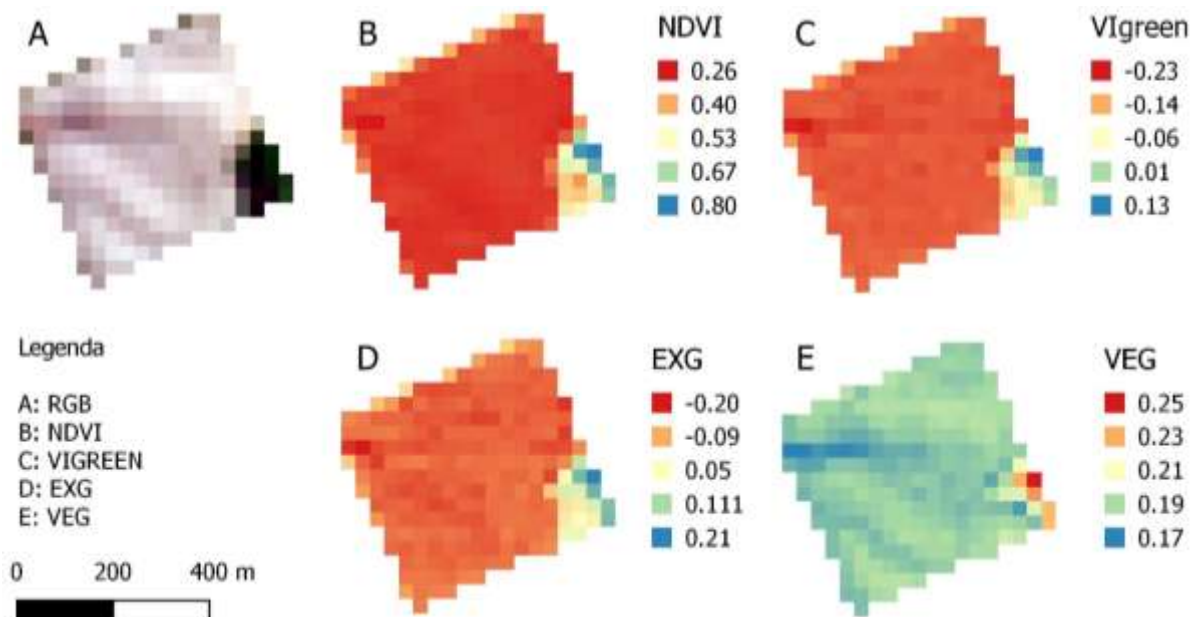 A
B
NDVI
0.26
0.40
0.53
0.67
0.80
C
VIgreen
-0.23
-0.14
-0.06
0.01
0.13
Legenda
A: RGB
B: NDVI
C: VIGREEN
D: EXG
E: VEG
0 200 400 m
D
EXG
-0.20
-0.09
0.05
0.111
0.21
E
VEG
0.25
0.23
0.21
0.19
0.17